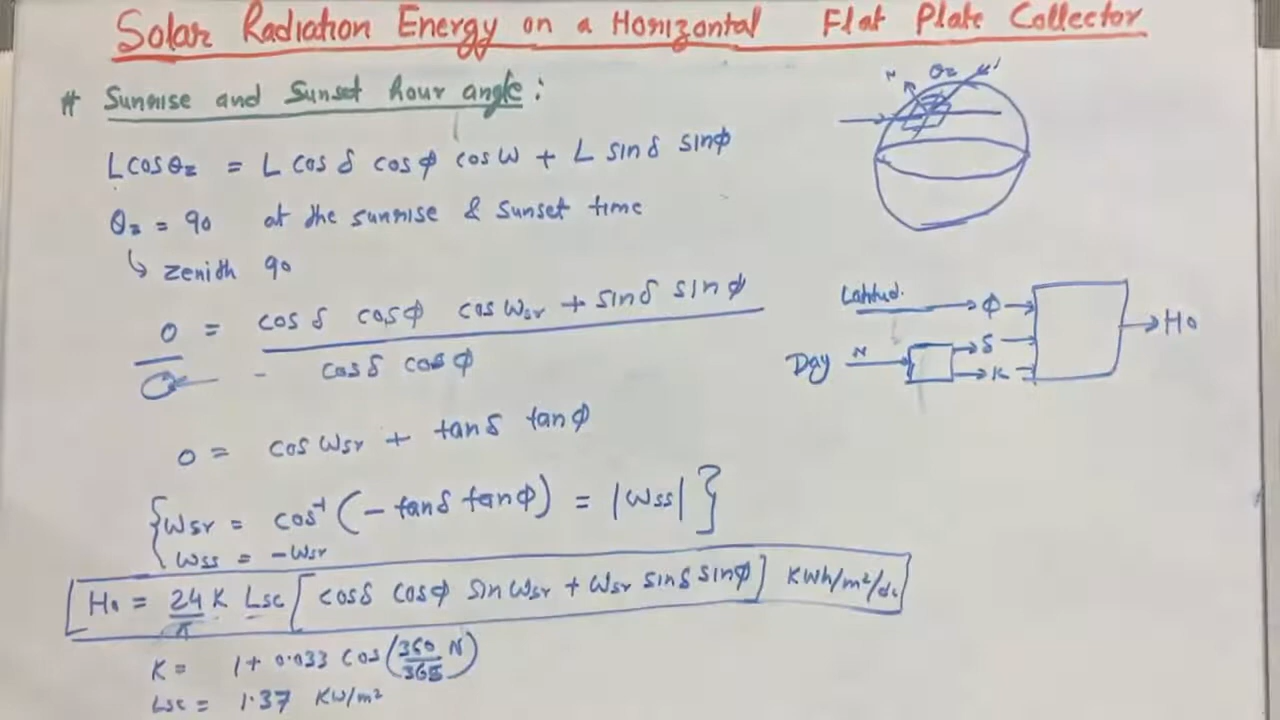 Solar Radiation Energy on a Horizontal Flat Plate Collector
# Sunrise and Sunset hour angle :
L cos θz = L cos δ cos ϕ cos ω + L sin δ sin ϕ
θz = 90 at the sunrise & sunset time
↳ zenith 90
0 = cos δ cos ϕ cos ωsr + sin δ sin ϕ
cos δ cos ϕ
0 = cos ωsr + tan δ tan ϕ
{ωsr = cos⁻¹ (- tan δ tan ϕ) = |ωss| }
ωss = -ωsr
H₀ = 24/π K Lsc [cos δ cos ϕ sin ωsr + ωsr sin δ sin ϕ] KWh/m²/d
K = 1 + 0.033 cos (360/365 N)
Lsc = 1.37 KW/m²
N θz
Latitud. → ϕ → → H₀
Day N → → δ
→ K